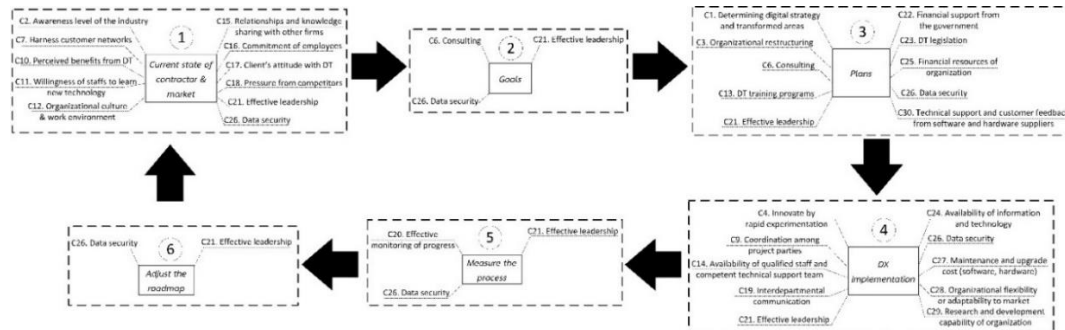 1
C2. Awareness level of the industry
C7. Harness customer networks
C10. Perceived benefits from DT
C11. Willingness of staffs to learn
new technology
C12. Organizational culture
& work environment
Current state of
contractor &
market
C15. Relationships and knowledge
sharing with other firms
C16. Commitment of employees
C17. Client's attitude with DT
C18. Pressure from competitors
C21. Effective leadership
C26. Data security
2
C6. Consulting
C26. Data security
Goals
C21. Effective leadership
3
C1. Determining digital strategy
and transformed areas
C3. Organizational restructuring
C6. Consulting
C13. DT training programs
C21. Effective leadership
Plans
C22. Financial support from
the government
C23. DT legislation
C25. Financial resources of
organization
C26. Data security
C30. Technical support and customer feedback
from software and hardware suppliers
4
C4. Innovate by
rapid experimentation
C9. Coordination among
project parties
C14. Availability of qualified staff and
competent technical support team
C19. Interdepartmental
communication
C21. Effective leadership
DX
implementation
C24. Availability of information
and technology
C26. Data security
C27. Maintenance and upgrade
cost (software, hardware)
C28. Organizational flexibility
or adaptability to market
C29. Research and development
capability of organization
5
C20. Effective
monitoring of progress
C26. Data security
Measure the
process
C21. Effective leadership
6
C26. Data security
Adjust the
roadmap
C21. Effective leadership